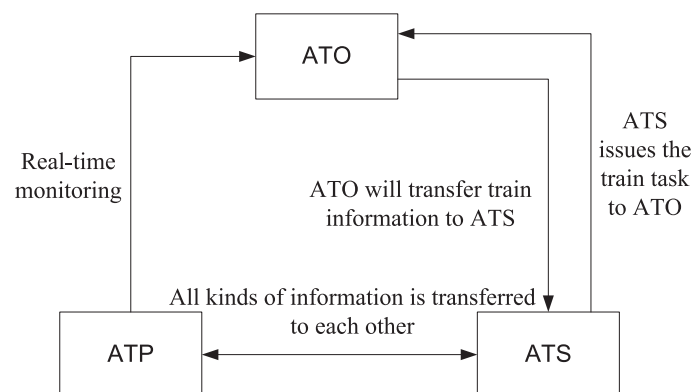 ATO
Real-time
monitoring
ATO will transfer train
information to ATS
ATS
issues the
train task
to ATO
All kinds of information is transferred
to each other
ATP
ATS